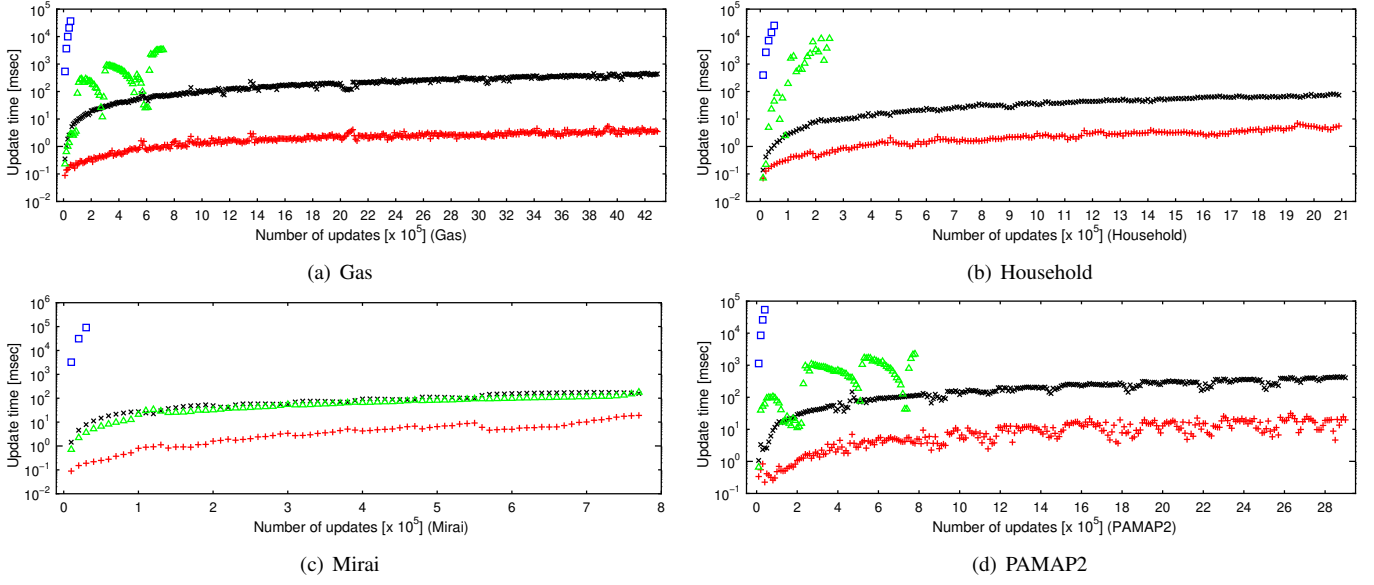 10^5
10^4
10^3
10^2
10^1
10^0
10^-1
10^-2
Update time [msec]
0 2 4 6 8 10 12 14 16 18 20 22 24 26 28 30 32 34 36 38 40 42
Number of updates [x 10^5] (Gas)
(a) Gas
10^5
10^4
10^3
10^2
10^1
10^0
10^-1
10^-2
Update time [msec]
0 1 2 3 4 5 6 7 8 9 10 11 12 13 14 15 16 17 18 19 20 21
Number of updates [x 10^5] (Household)
(b) Household
10^6
10^5
10^4
10^3
10^2
10^1
10^0
10^-1
10^-2
Update time [msec]
0 1 2 3 4 5 6 7 8
Number of updates [x 10^5] (Mirai)
(c) Mirai
10^5
10^4
10^3
10^2
10^1
10^0
10^-1
Update time [msec]
0 2 4 6 8 10 12 14 16 18 20 22 24 26 28
Number of updates [x 10^5] (PAMAP2)
(d) PAMAP2